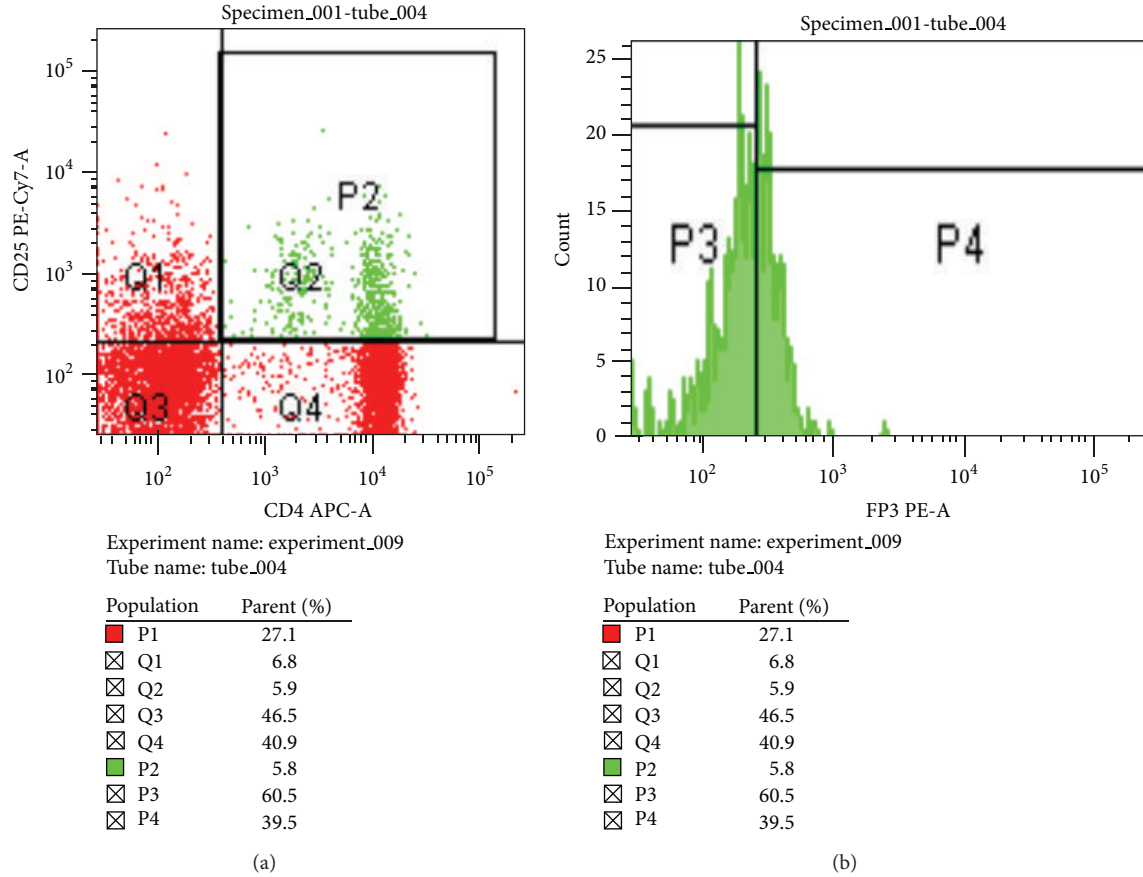 Specimen_001-tube_004
CD25 PE-Cy7-A
10^5
10^4
10^3
10^2
P2
Q1
Q2
Q3
Q4
10^2 10^3 10^4 10^5
CD4 APC-A
Experiment name: experiment_009
Tube name: tube_004
Population Parent (%)
P1 27.1
Q1 6.8
Q2 5.9
Q3 46.5
Q4 40.9
P2 5.8
P3 60.5
P4 39.5
(a)
Specimen_001-tube_004
Count
25
20
15
10
5
0
P3
P4
10^2 10^3 10^4 10^5
FP3 PE-A
Experiment name: experiment_009
Tube name: tube_004
Population Parent (%)
P1 27.1
Q1 6.8
Q2 5.9
Q3 46.5
Q4 40.9
P2 5.8
P3 60.5
P4 39.5
(b)